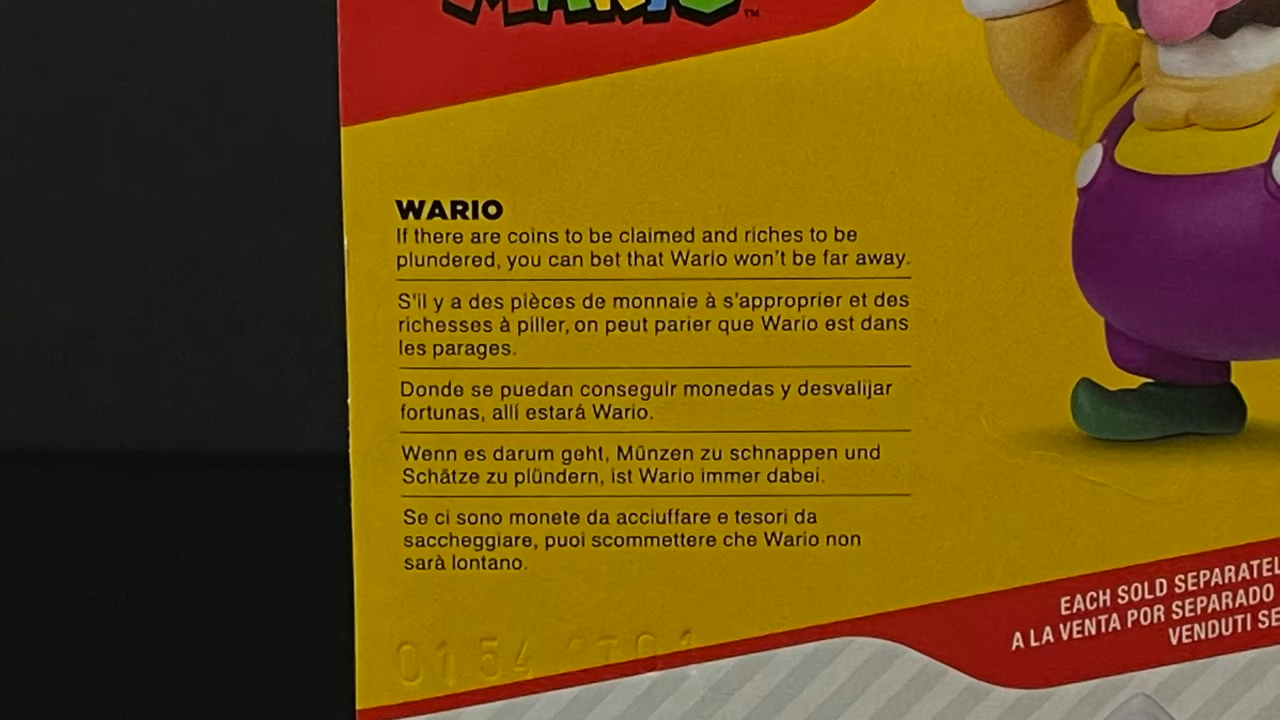 MARIO™
WARIO
If there are coins to be claimed and riches to be
plundered, you can bet that Wario won't be far away.
S'il y a des pièces de monnaie à s'approprier et des
richesses à piller, on peut parier que Wario est dans
les parages.
Donde se puedan conseguir monedas y desvalijar
fortunas, allí estará Wario.
Wenn es darum geht, Münzen zu schnappen und
Schätze zu plündern, ist Wario immer dabei.
Se ci sono monete da acciuffare e tesori da
saccheggiare, puoi scommettere che Wario non
sarà lontano.
EACH SOLD
A LA VENTA POR SEPARADO
VENDUTI
0154